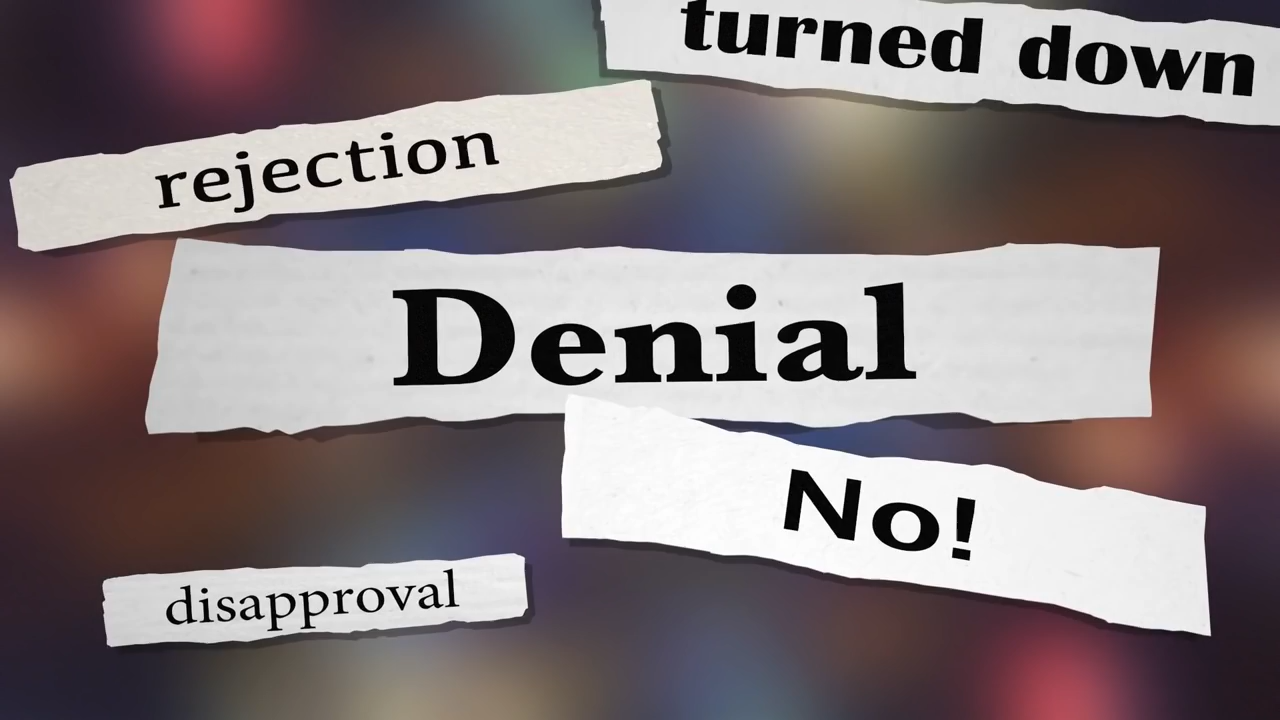 turned down
rejection
Denial
No!
disapproval